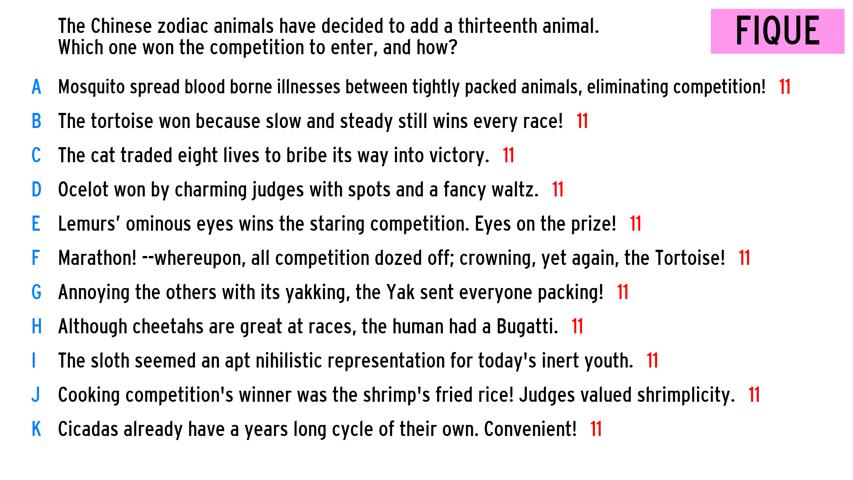 The Chinese zodiac animals have decided to add a thirteenth animal.
Which one won the competition to enter, and how?
FIQUE
A Mosquito spread blood borne illnesses between tightly packed animals, eliminating competition! 11
B The tortoise won because slow and steady still wins every race! 11
C The cat traded eight lives to bribe its way into victory. 11
D Ocelot won by charming judges with spots and a fancy waltz. 11
E Lemurs’ ominous eyes wins the staring competition. Eyes on the prize! 11
F Marathon! --whereupon, all competition dozed off; crowning, yet again, the Tortoise! 11
G Annoying the others with its yakking, the Yak sent everyone packing! 11
H Although cheetahs are great at races, the human had a Bugatti. 11
I The sloth seemed an apt nihilistic representation for today's inert youth. 11
J Cooking competition's winner was the shrimp's fried rice! Judges valued shrimplicity. 11
K Cicadas already have a years long cycle of their own. Convenient! 11